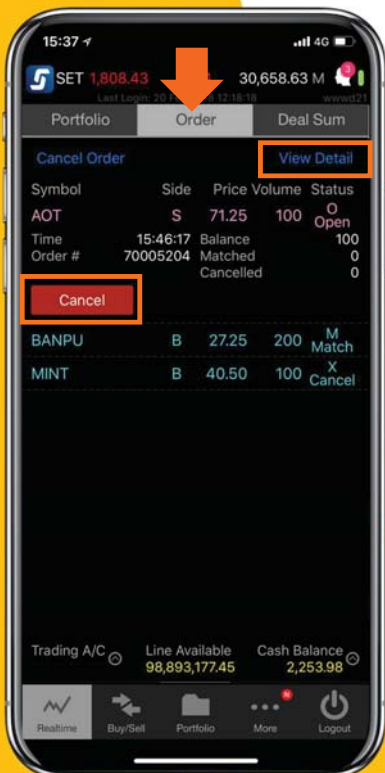 15:37 4G
SET 1,808.43 30,658.63 M 3
Last Login: 20 12:18:18 wwwd21
Portfolio Order Deal Sum
Cancel Order View Detail
Symbol Side Price Volume Status
AOT S 71.25 100 O
Open
Time 15:46:17 Balance 100
Order # 70005204 Matched 0
Cancelled 0
Cancel
BANPU B 27.25 200 M
Match
MINT B 40.50 100 X
Cancel
Trading A/C Line Available Cash Balance
98,893,177.45 2,253.98
N
Realtime Buy/Sell Portfolio More Logout